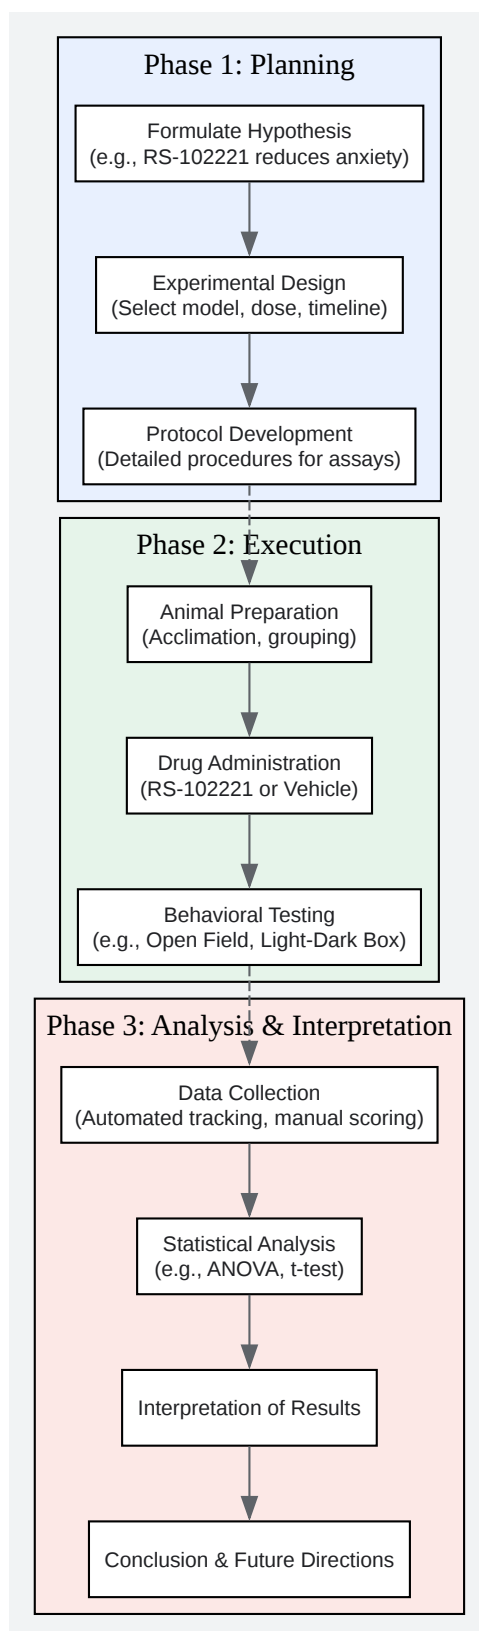 Phase 1: Planning
Formulate Hypothesis
(e.g., RS-102221 reduces anxiety)
Experimental Design
(Select model, dose, timeline)
Protocol Development
(Detailed procedures for assays)
Phase 2: Execution
Animal Preparation
(Acclimation, grouping)
Drug Administration
(RS-102221 or Vehicle)
Behavioral Testing
(e.g., Open Field, Light-Dark Box)
Phase 3: Analysis & Interpretation
Data Collection
(Automated tracking, manual scoring)
Statistical Analysis
(e.g., ANOVA, t-test)
Interpretation of Results
Conclusion & Future Directions